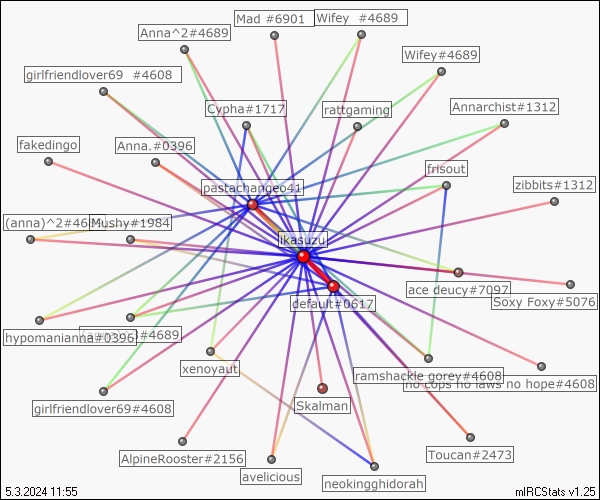 Mad #6901
Wifey  #4689
Anna^2#4689
Wifey#4689
girlfriendlover69  #4608
Cypha#1717
rattgaming
Annarchist#1312
fakedingo
Anna.#0396
frisout
pastachangeo41
zibbits#1312
(anna)^2#46
Musby#1984
ikasuzu
ace deucy#7097
Soxy Foxy#5076
default#0617
hypomanianna#0396
#4689
xenoyaut
ramshackle gorey#4608
no cops no laws no hope#4608
girlfriendlover69#4608
Skalman
Toucan#2473
AlpineRooster#2156
avelicious
neokingghidorah
5.3.2024 11:55
mIRCStats v1.25